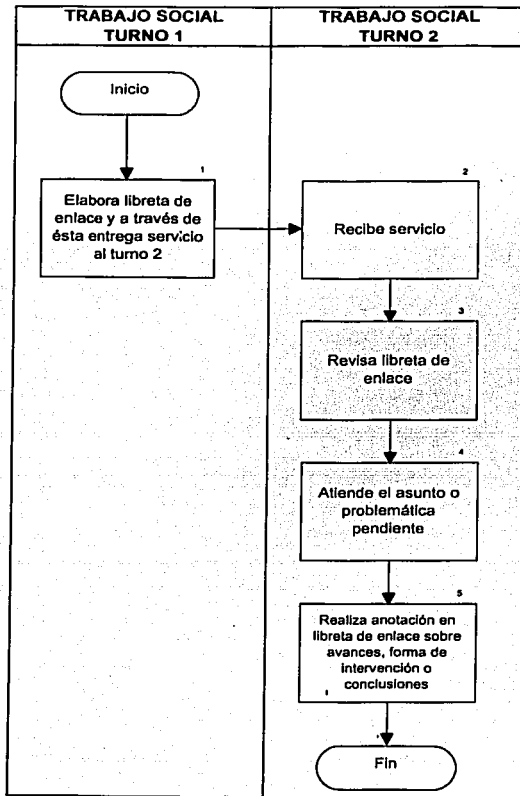 TRABAJO SOCIAL
TURNO 1
TRABAJO SOCIAL
TURNO 2
Inicio
1
Elabora libreta de
enlace y a través de
ésta entrega servicio
al turno 2
2
Recibe servicio
3
Revisa libreta de
enlace
4
Atiende el asunto o
problemática
pendiente
5
Realiza anotación en
libreta de enlace sobre
avances, forma de
intervención o
conclusiones
Fin